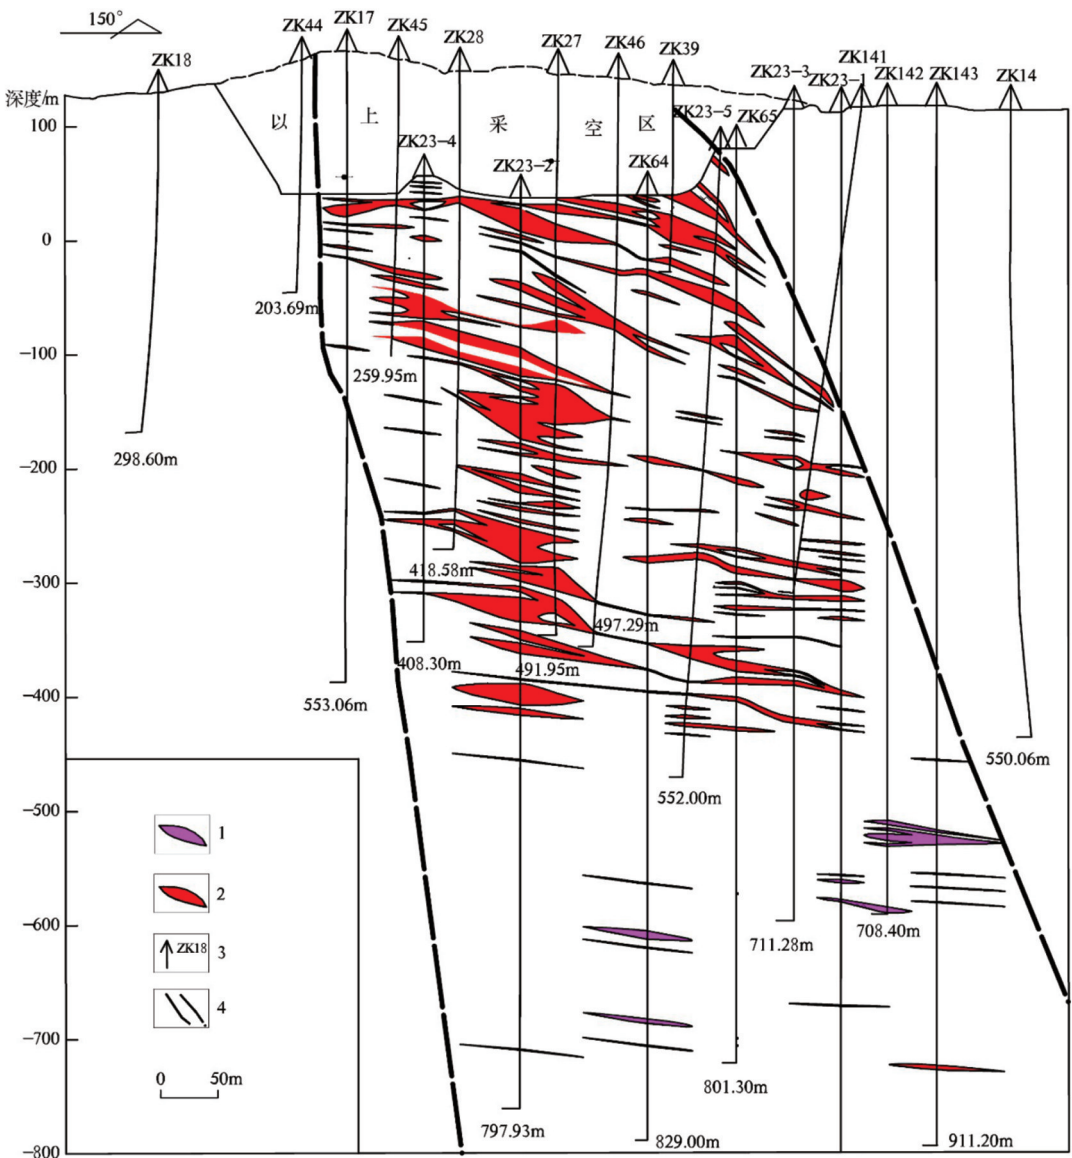 150°
ZK18
ZK44
ZK17
ZK45
ZK28
ZK27
ZK46
ZK39
ZK23-3
ZK23-1
ZK141
ZK142
ZK143
ZK14
深度/m
100
0
-100
-200
-300
-400
-500
-600
-700
-800
以上采空区
ZK23-4
ZK23-2
ZK64
ZK23-5
ZK65
203.69m
259.95m
298.60m
418.58m
408.30m
497.29m
491.95m
553.06m
552.00m
550.06m
711.28m
708.40m
801.30m
797.93m
829.00m
911.20m
1
2
ZK18 3
4
0 50m